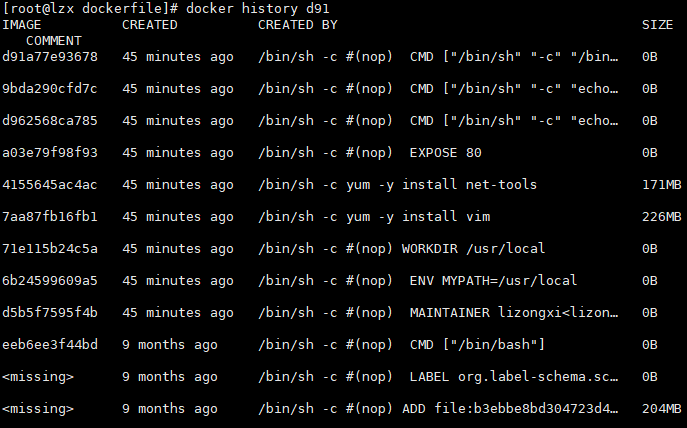 [root@lzx dockerfile]# docker history d91
IMAGE CREATED CREATED BY SIZE
COMMENT
d91a77e93678 45 minutes ago /bin/sh -c #(nop) CMD ["/bin/sh" "-c" "/bin… 0B
9bda290cfd7c 45 minutes ago /bin/sh -c #(nop) CMD ["/bin/sh" "-c" "echo… 0B
d962568ca785 45 minutes ago /bin/sh -c #(nop) CMD ["/bin/sh" "-c" "echo… 0B
a03e79f98f93 45 minutes ago /bin/sh -c #(nop) EXPOSE 80 0B
4155645ac4ac 45 minutes ago /bin/sh -c yum -y install net-tools 171MB
7aa87fb16fb1 45 minutes ago /bin/sh -c yum -y install vim 226MB
71e115b24c5a 45 minutes ago /bin/sh -c #(nop) WORKDIR /usr/local 0B
6b24599609a5 45 minutes ago /bin/sh -c #(nop) ENV MYPATH=/usr/local 0B
d5b5f7595f4b 45 minutes ago /bin/sh -c #(nop) MAINTAINER lizongxi<lizon… 0B
eeb6ee3f44bd 9 months ago /bin/sh -c #(nop) CMD ["/bin/bash"] 0B
<missing> 9 months ago /bin/sh -c #(nop) LABEL org.label-schema.sc… 0B
<missing> 9 months ago /bin/sh -c #(nop) ADD file:b3ebbe8bd304723d4… 204MB